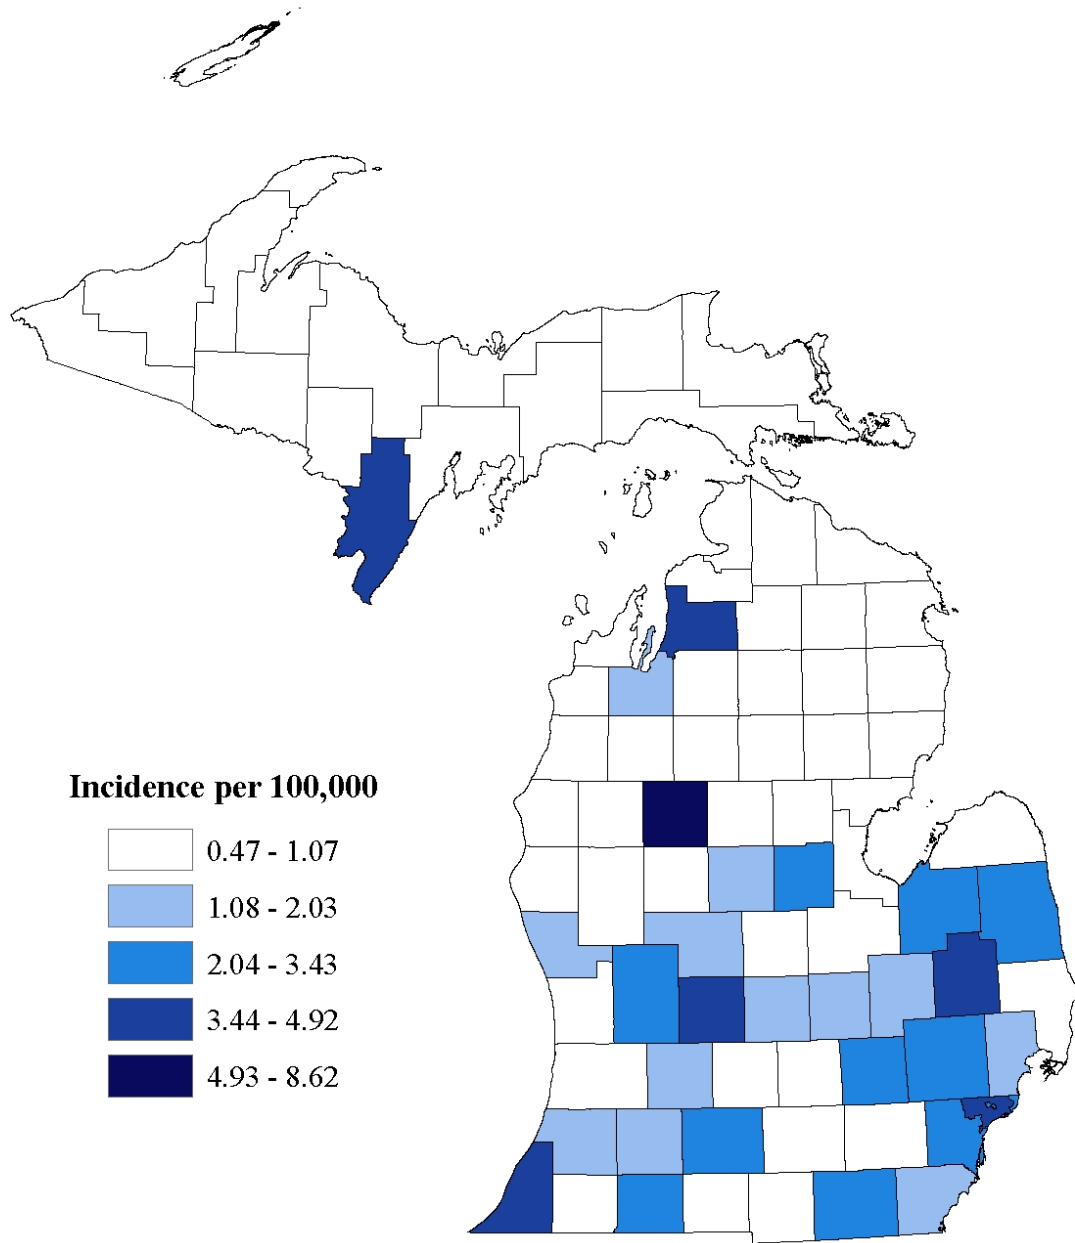 Incidence per 100,000
0.47 - 1.07
1.08 - 2.03
2.04 - 3.43
3.44 - 4.92
4.93 - 8.62